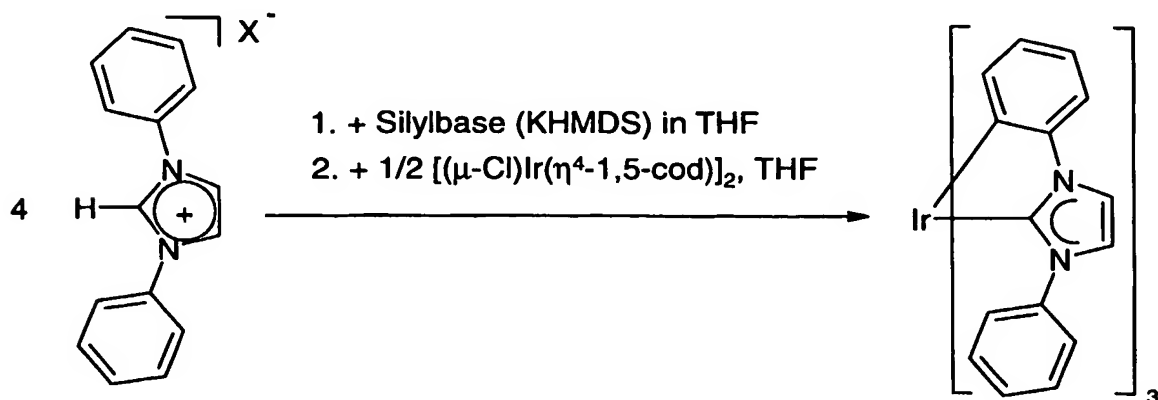 X⁻
1. + Silylbase (KHMDS) in THF
2. + 1/2 [(μ-Cl)Ir(η⁴-1,5-cod)]₂, THF
4 H N + N
Ir N N
3